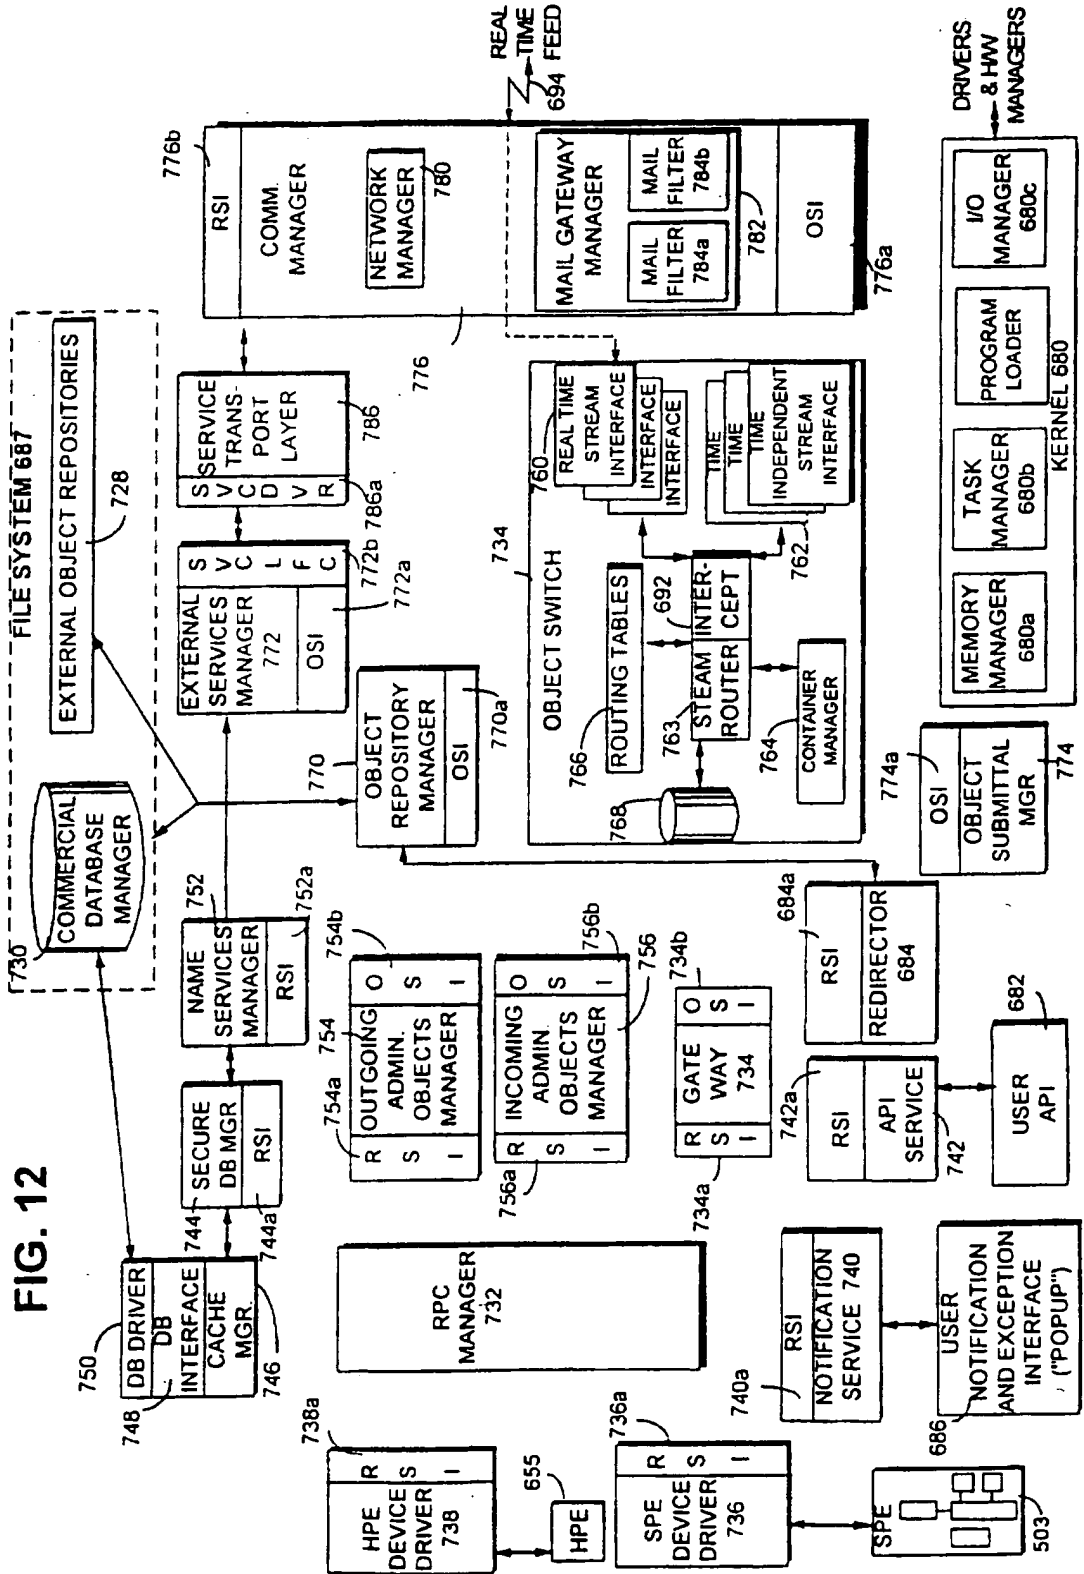 FIG. 12
FILE SYSTEM 687
EXTERNAL OBJECT REPOSITORIES
728
730
COMMERCIAL
DATABASE
MANAGER
750
DB DRIVER
DB
INTERFACE
CACHE
MGR.
748
746
744
SECURE
DB MGR
RSI
744a
752
NAME
SERVICES
MANAGER
RSI
752a
EXTERNAL
SERVICES
MANAGER
772
OSI
S
V
C
L
F
C
772b
772a
S
V
C
D
V
R
786a
SERVICE
TRANS-
PORT
LAYER
786
776b
RSI
COMM.
MANAGER
NETWORK
MANAGER
780
776
MAIL GATEWAY
MANAGER
MAIL
FILTER
784a
MAIL
FILTER
784b
782
OSI
776a
REAL
TIME
FEED
694
738a
HPE
DEVICE
DRIVER
738
R
S
I
655
HPE
736a
SPE
DEVICE
DRIVER
736
R
S
I
SPE
503
RPC
MANAGER
732
754a
754
754b
R
S
I
OUTGOING
ADMIN.
OBJECTS
MANAGER
O
S
I
756a
R
S
I
INCOMING
ADMIN.
OBJECTS
MANAGER
O
S
I
756b
756
734a
R
S
I
GATE
WAY
734
O
S
I
734b
770
OBJECT
REPOSITORY
MANAGER
OSI
770a
734
OBJECT SWITCH
766
ROUTING TABLES
763
692
STEAM
ROUTER
INTER-
CEPT
768
764
CONTAINER
MANAGER
760
REAL TIME
STREAM
INTERFACE
INTERFACE
INTERFACE
762
TIME
TIME
TIME
INDEPENDENT
STREAM
INTERFACE
740a
RSI
NOTIFICATION
SERVICE 740
686
USER
NOTIFICATION
AND EXCEPTION
INTERFACE
("POPUP")
742a
RSI
API
SERVICE
742
682
USER
API
684a
RSI
REDIRECTOR
684
774a
OSI
OBJECT
SUBMITTAL
MGR
774
MEMORY
MANAGER
680a
TASK
MANAGER
680b
PROGRAM
LOADER
I/O
MANAGER
680c
KERNEL 680
DRIVERS
& H/W
MANAGERS